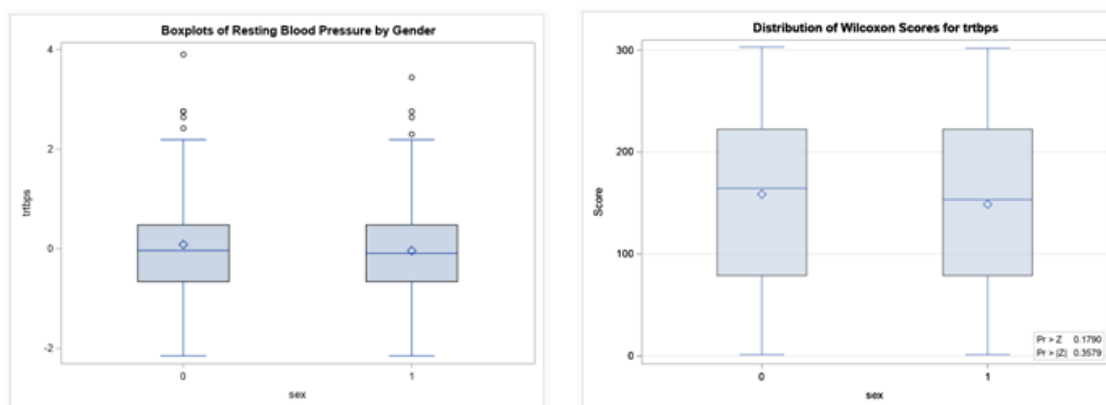 Boxplots of Resting Blood Pressure by Gender
4
2
0
-2
trtbps
0
1
sex
Distribution of Wilcoxon Scores for trtbps
300
200
100
0
Score
Pr > Z 0.1790
Pr > |Z| 0.3579
0
1
sex